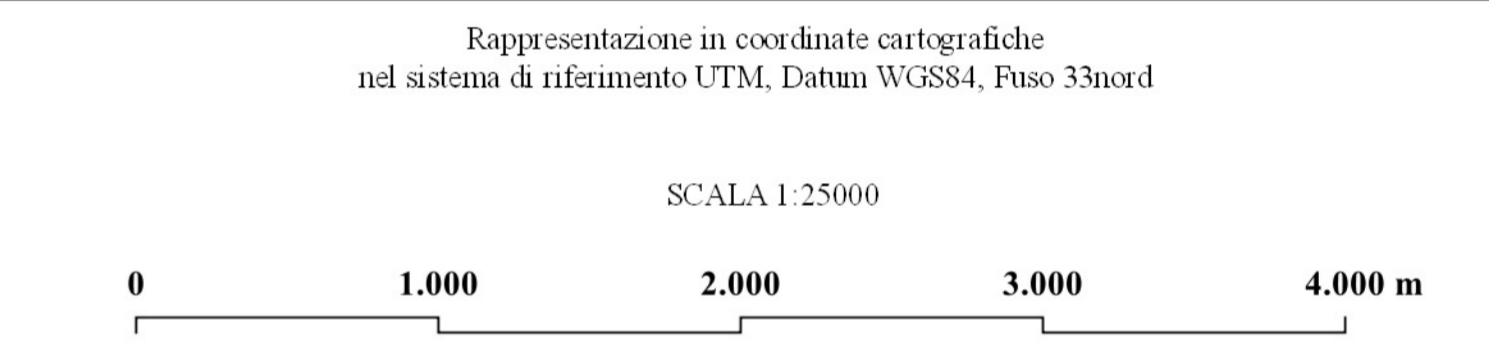 Rappresentazione in coordinate cartografiche
nel sistema di riferimento UTM, Datum WGS84, Fuso 33nord
SCALA 1:25000
0 1.000 2.000 3.000 4.000 m